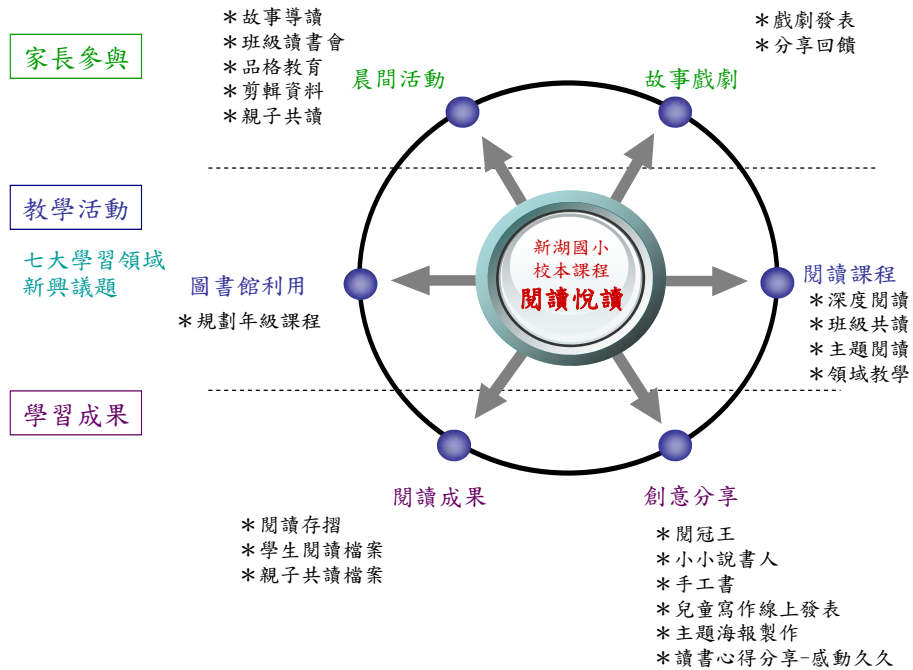 家長參與
＊故事導讀
＊班級讀書會
＊品格教育
＊剪輯資料
＊親子共讀
晨間活動
＊戲劇發表
＊分享回饋
故事戲劇
教學活動
七大學習領域
新興議題
圖書館利用
＊規劃年級課程
新湖國小
校本課程
閱讀悅讀
閱讀課程
＊深度閱讀
＊班級共讀
＊主題閱讀
＊領域教學
學習成果
閱讀成果
＊閱讀存摺
＊學生閱讀檔案
＊親子共讀檔案
創意分享
＊閱冠王
＊小小說書人
＊手工書
＊兒童寫作線上發表
＊主題海報製作
＊讀書心得分享-感動久久